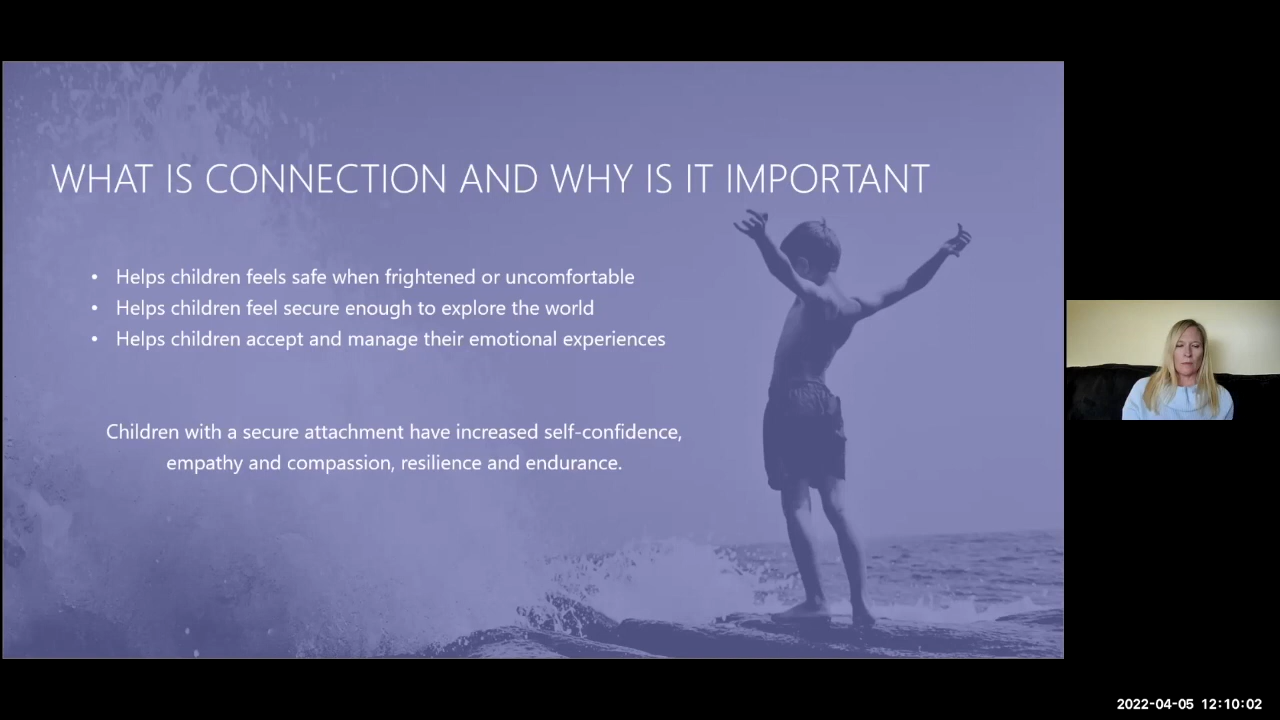 WHAT IS CONNECTION AND WHY IS IT IMPORTANT
• Helps children feels safe when frightened or uncomfortable
• Helps children feel secure enough to explore the world
• Helps children accept and manage their emotional experiences
Children with a secure attachment have increased self-confidence,
empathy and compassion, resilience and endurance.
2022-04-05 12:10:02